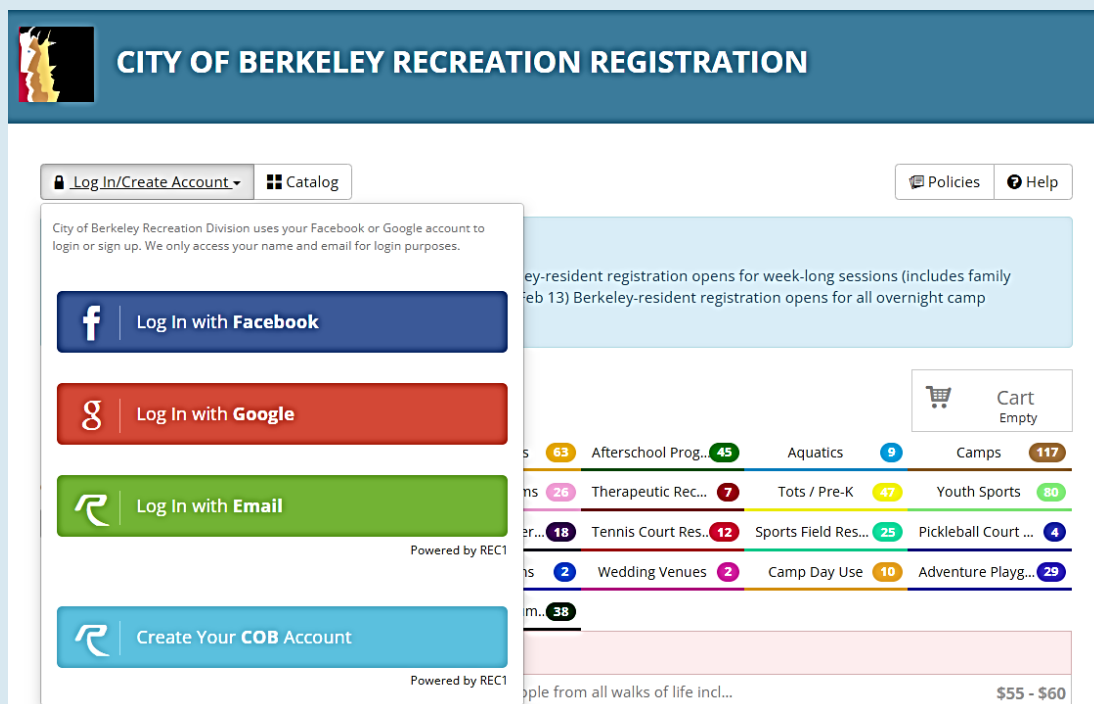 CITY OF BERKELEY RECREATION REGISTRATION
Log In/Create Account
Catalog
Policies
Help
City of Berkeley Recreation Division uses your Facebook or Google account to
login or sign up. We only access your name and email for login purposes.
Log In with Facebook
Log In with Google
Log In with Email
Powered by REC1
Create Your COB Account
Powered by REC1
ey-resident registration opens for week-long sessions (includes family
Feb 13) Berkeley-resident registration opens for all overnight camp
Cart
Empty
s 63 Afterschool Prog... 45 Aquatics 9 Camps 117
ms 26 Therapeutic Rec... 7 Tots / Pre-K 47 Youth Sports 80
er... 18 Tennis Court Res... 12 Sports Field Res... 25 Pickleball Court ... 4
ns 2 Wedding Venues 2 Camp Day Use 10 Adventure Playg... 29
m... 38
ople from all walks of life incl... $55 - $60